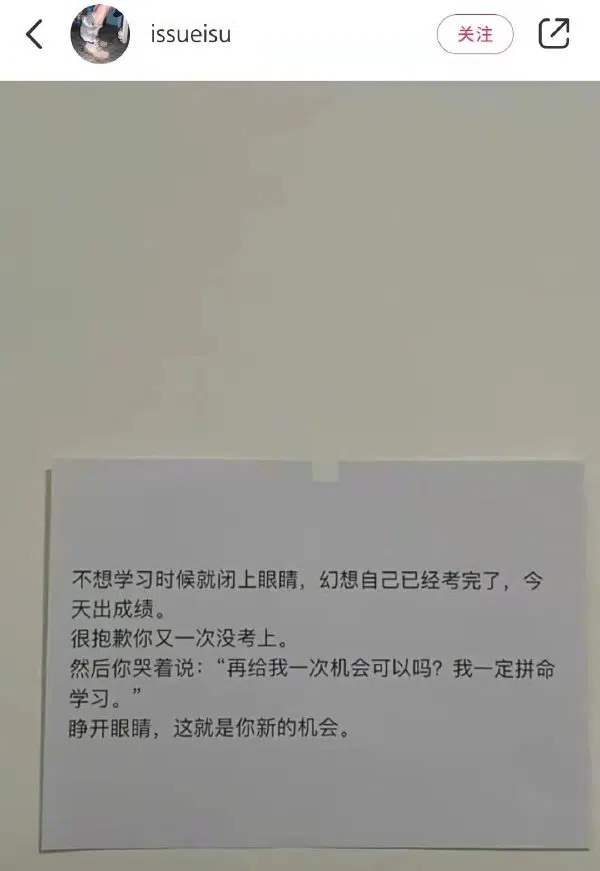 issueisu
关注
不想学习时候就闭上眼睛，幻想自己已经考完了，今
天出成绩。
很抱歉你又一次没考上。
然后你哭着说：“再给我一次机会可以吗？我一定拼命
学习。”
睁开眼睛，这就是你新的机会。